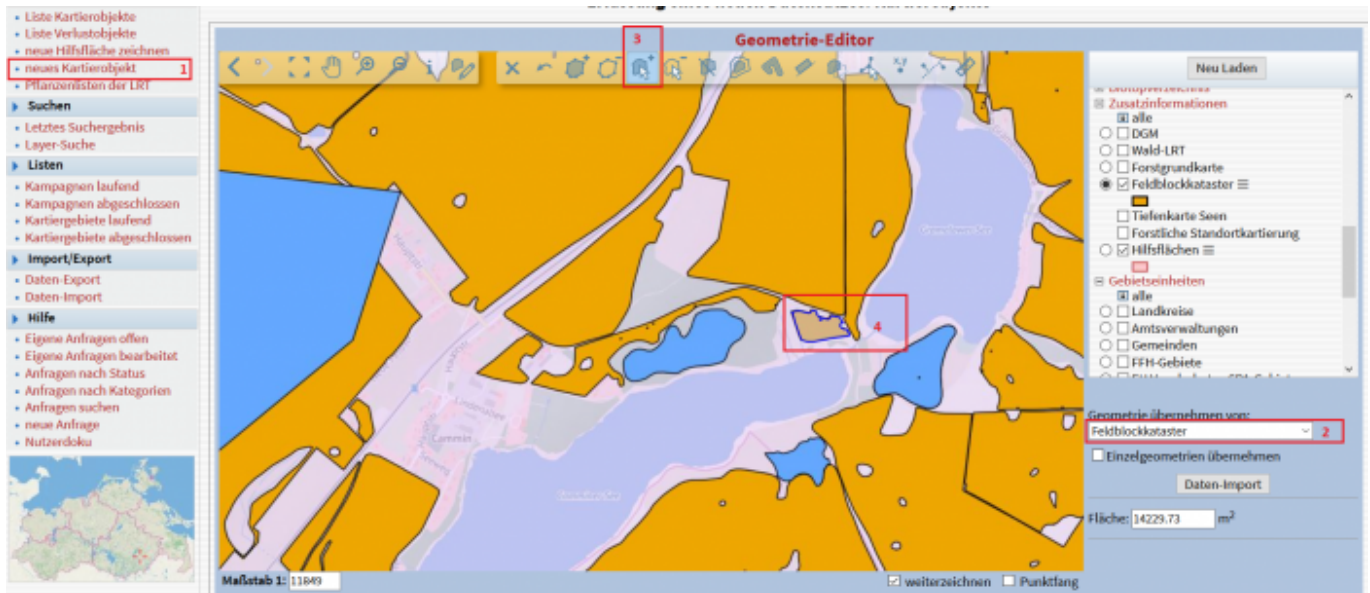 Liste Kartierobjekte
Liste Verlustobjekte
neue Hilfsfläche zeichnen
neues Kartierobjekt 1
Pflanzenlisten der LRT
Suchen
Letztes Suchergebnis
Layer-Suche
Listen
Kampagnen laufend
Kampagnen abgeschlossen
Kartiergebiete laufend
Kartiergebiete abgeschlossen
Import/Export
Daten-Export
Daten-Import
Hilfe
Eigene Anfragen offen
Eigene Anfragen bearbeitet
Anfragen nach Status
Anfragen nach Kategorien
Anfragen suchen
neue Anfrage
Nutzerdoku
3
Geometrie-Editor
4
Hauptstr.
Lindenallee
Cammin
Seeweg
Maßstab 1: 11849
weiterzeichnen
Punktfang
Neu Laden
Zusatzinformationen
alle
DGM
Wald-LRT
Forstgrundkarte
Feldblockkataster
Tiefenkarte Seen
Forstliche Standortkartierung
Hilfsflächen
Gebietseinheiten
alle
Landkreise
Amtsverwaltungen
Gemeinden
FFH-Gebiete
Geometrie übernehmen von:
Feldblockkataster 2
Einzelgeometrien übernehmen
Daten-Import
Fläche: 14229.73 m²